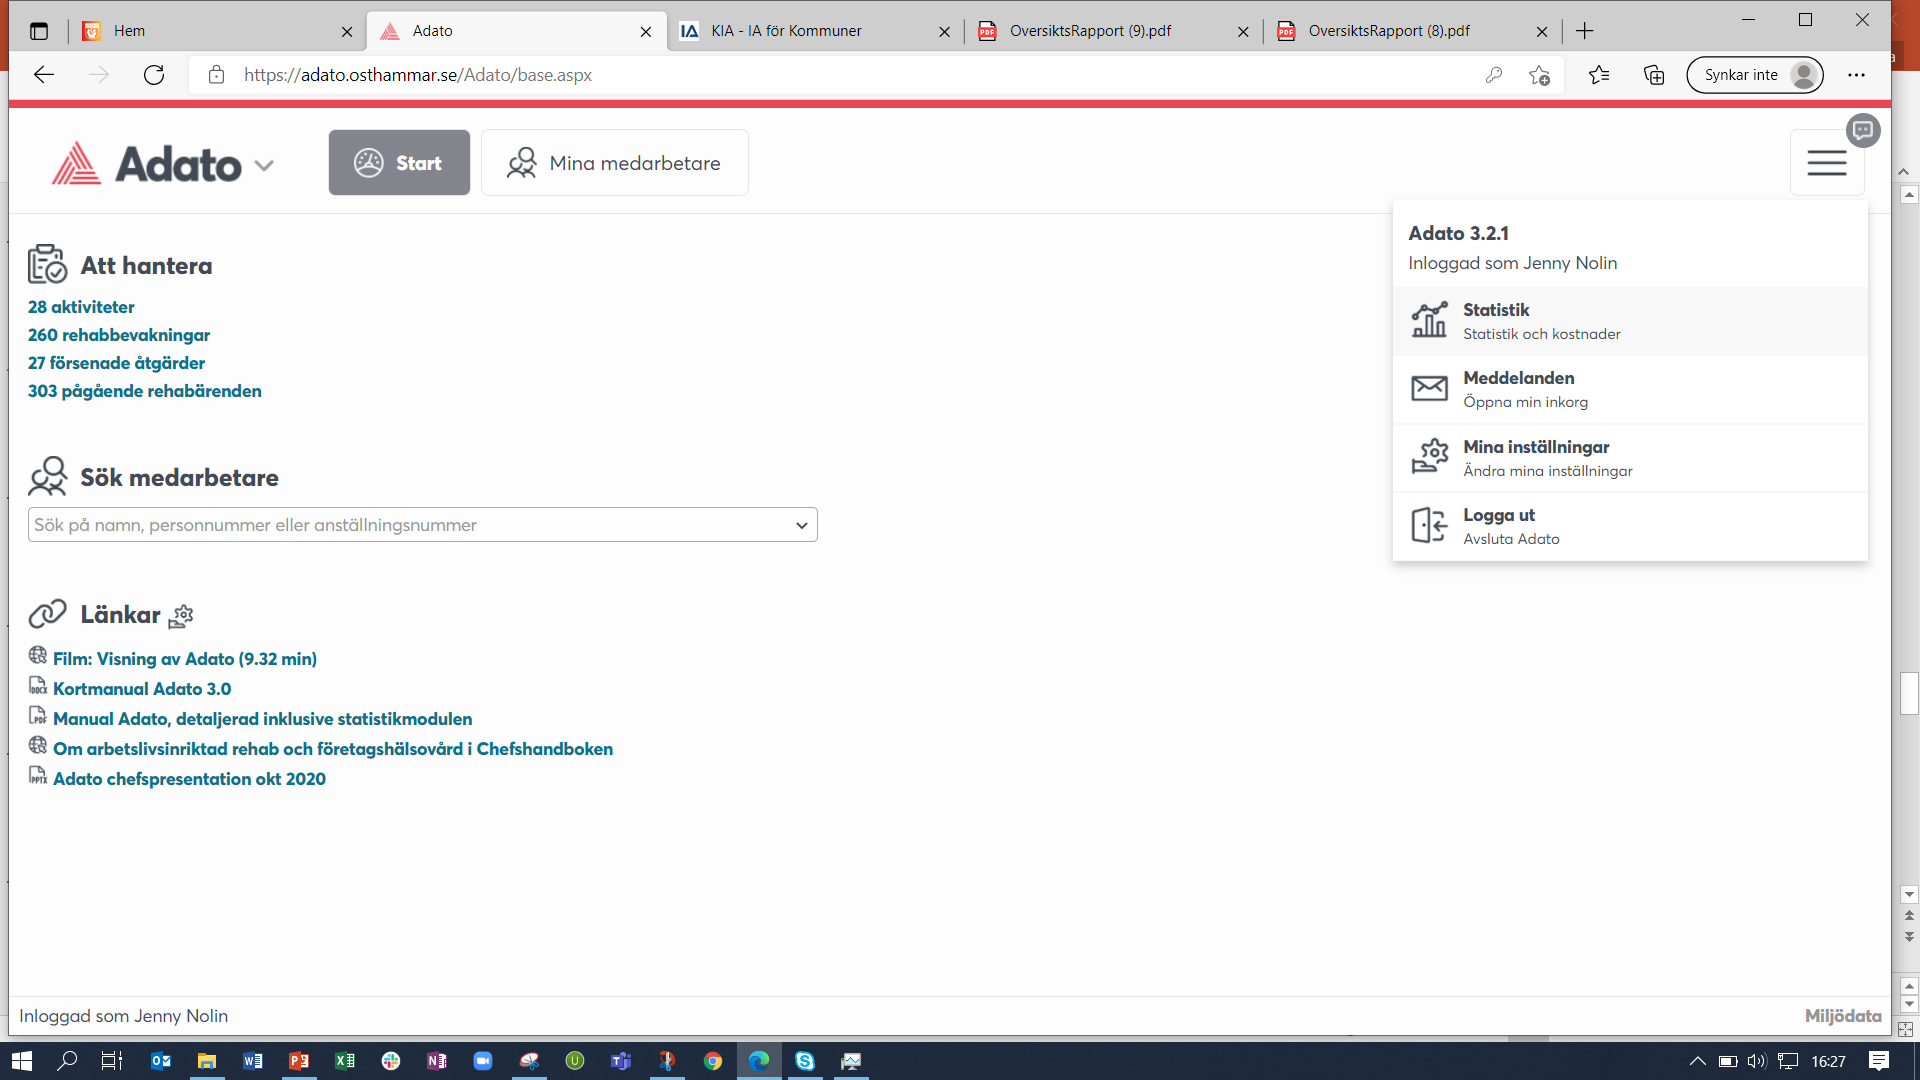 Hem
Adato
KIA - IA för Kommuner
OversiktsRapport (9).pdf
OversiktsRapport (8).pdf
https://adato.osthammar.se/Adato/base.aspx
Synkar inte
Adato
Start
Mina medarbetare
Adato 3.2.1
Inloggad som Jenny Nolin
Statistik
Statistik och kostnader
Meddelanden
Öppna min inkorg
Mina inställningar
Ändra mina inställningar
Logga ut
Avsluta Adato
Att hantera
28 aktiviteter
260 rehabbevakningar
27 försenade åtgärder
303 pågående rehabärenden
Sök medarbetare
Sök på namn, personnummer eller anställningsnummer
Länkar
Film: Visning av Adato (9.32 min)
Kortmanual Adato 3.0
Manual Adato, detaljerad inklusive statistikmodulen
Om arbetslivsinriktad rehab och företagshälsovård i Chefshandboken
Adato chefspresentation okt 2020
Inloggad som Jenny Nolin
Miljödata
16:27